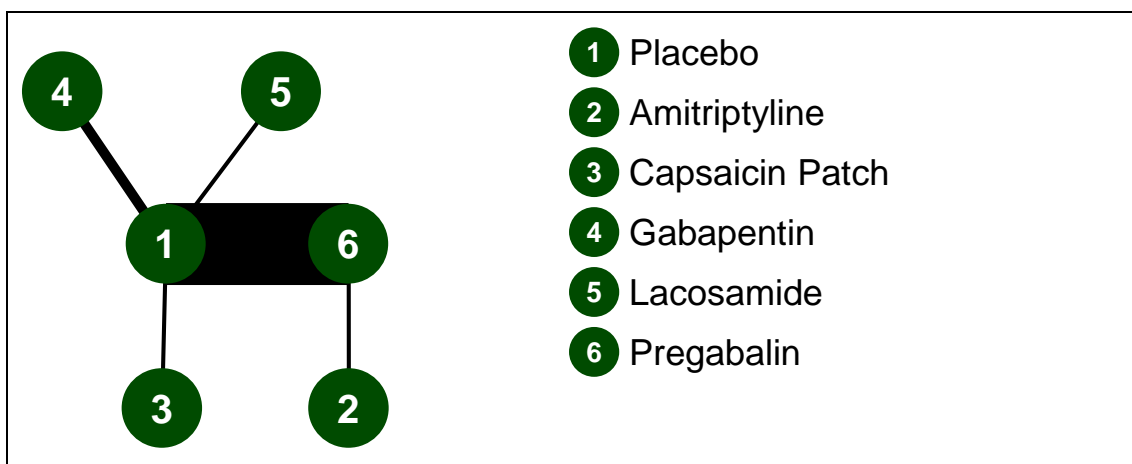 4
5
1
6
3
2
1 Placebo
2 Amitriptyline
3 Capsaicin Patch
4 Gabapentin
5 Lacosamide
6 Pregabalin